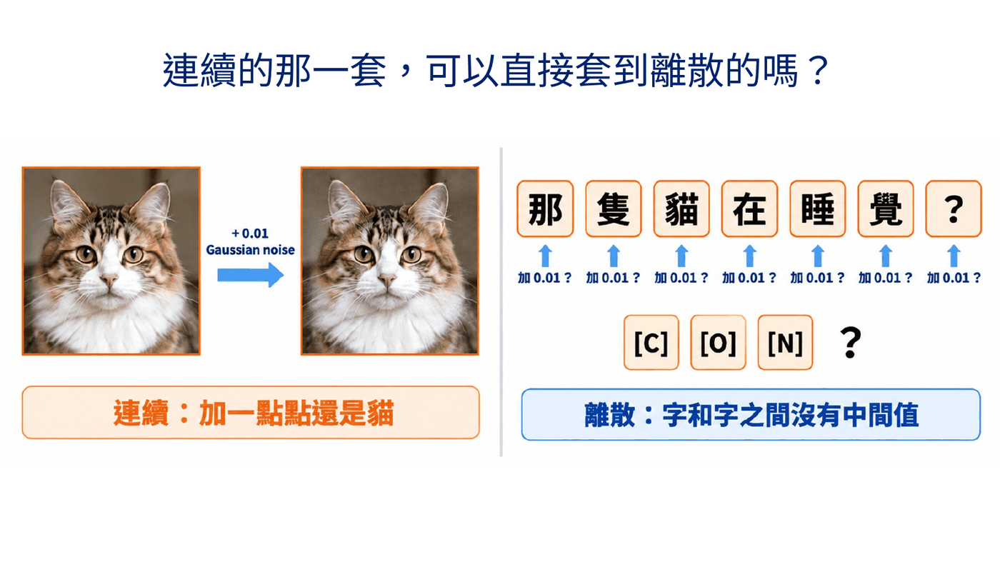 連續的那一套，可以直接套到離散的嗎？
+ 0.01
Gaussian noise
連續：加一點點還是貓
那 隻 貓 在 睡 覺 ？
加 0.01？ 加 0.01？ 加 0.01？ 加 0.01？ 加 0.01？ 加 0.01？ 加 0.01？
[C] [O] [N] ？
離散：字和字之間沒有中間值